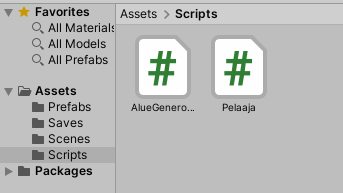 Favorites
All Materials
All Models
All Prefabs
Assets
Prefabs
Saves
Scenes
Scripts
Packages
Assets > Scripts
# #
AlueGenero... Pelaaja